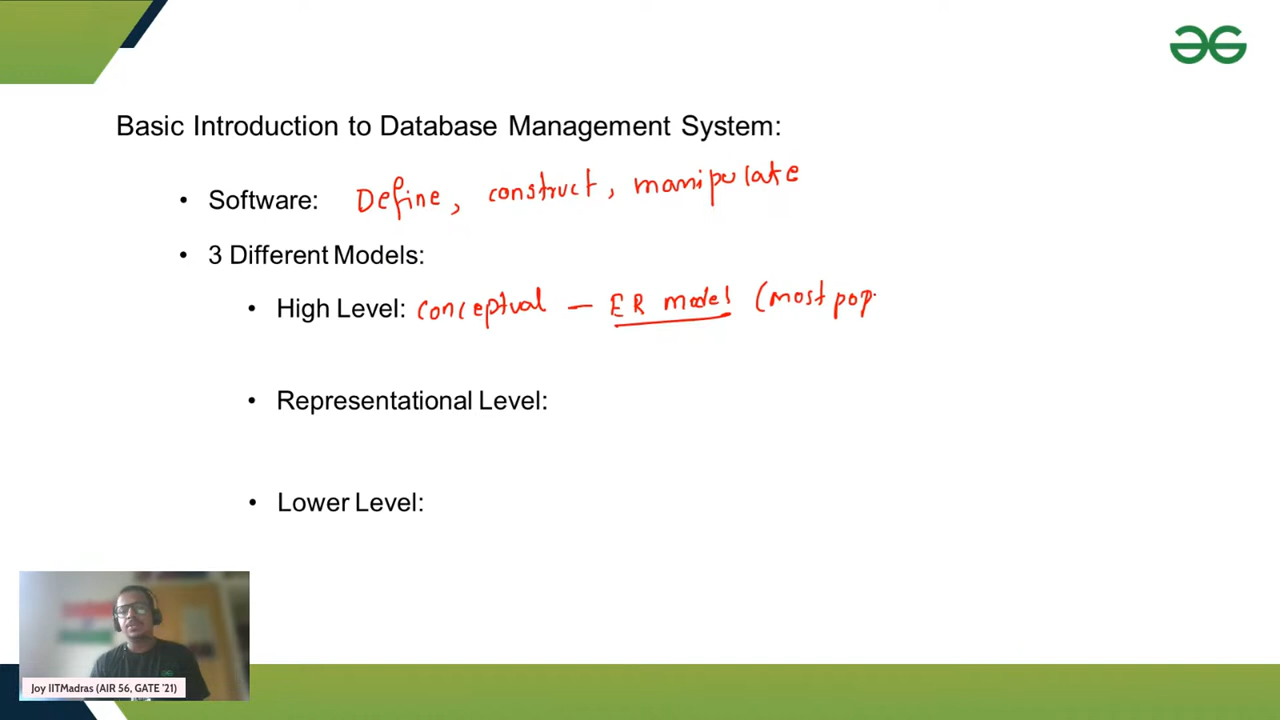 Basic Introduction to Database Management System:
• Software: Define, construct, manipulate
• 3 Different Models:
• High Level: conceptual – ER model (most pop
• Representational Level:
• Lower Level:
Joy IITMadras (AIR 56, GATE '21)